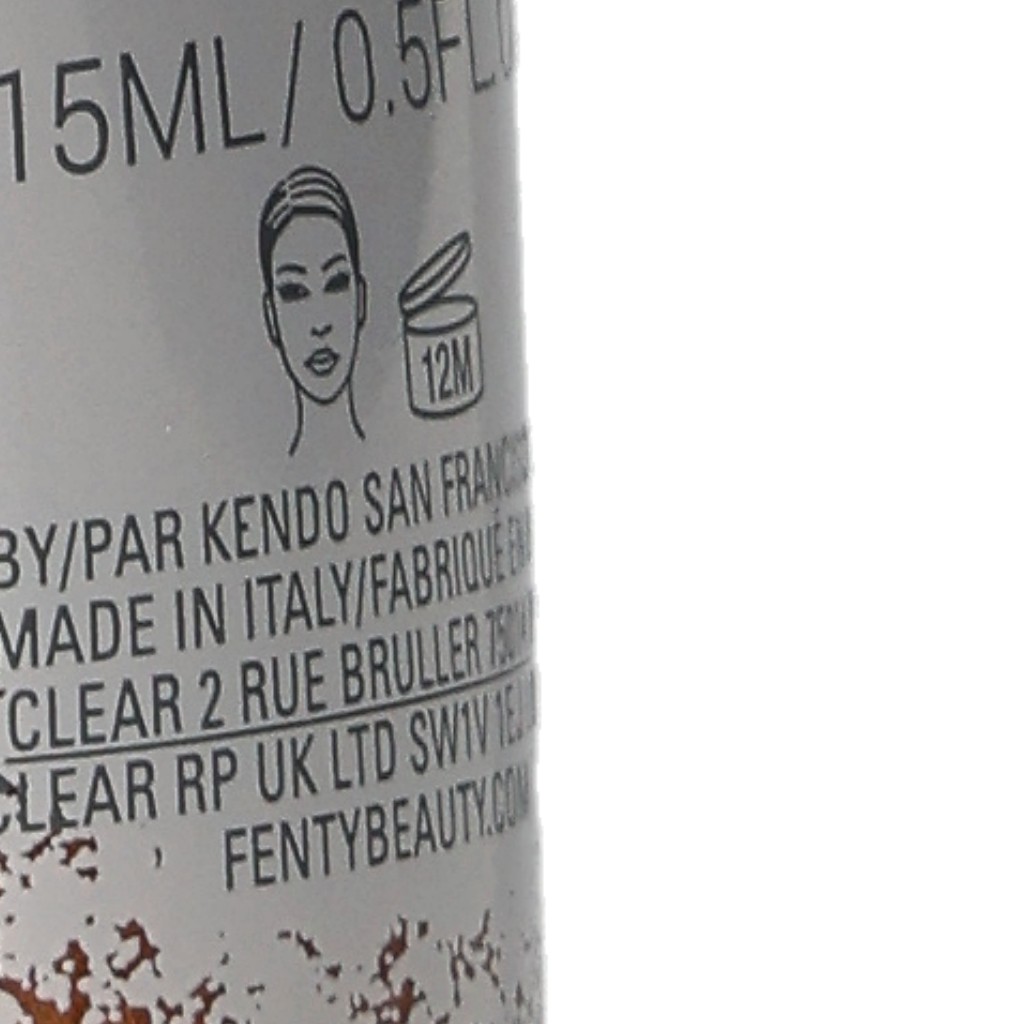 15ML / 0.5FL
12M
BY/PAR KENDO SAN
MADE IN ITALY/FABRIQUÉ EN
CLEAR 2 RUE BRULLER
CLEAR RP UK LTD SW1V
FENTYBEAUTY.COM